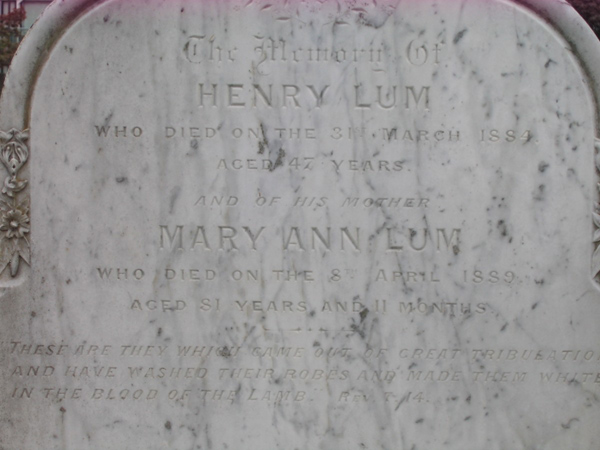 The Memory Of
HENRY LUM
WHO DIED ON THE 31ST MARCH 1884.
AGED 47 YEARS.
AND OF HIS MOTHER
MARY ANN LUM
WHO DIED ON THE 8TH APRIL 1889.
AGED 81 YEARS AND 11 MONTHS.
THESE ARE THEY WHICH CAME OUT OF GREAT TRIBULATION
AND HAVE WASHED THEIR ROBES AND MADE THEM WHITE
IN THE BLOOD OF THE LAMB. REV. 7. 14.